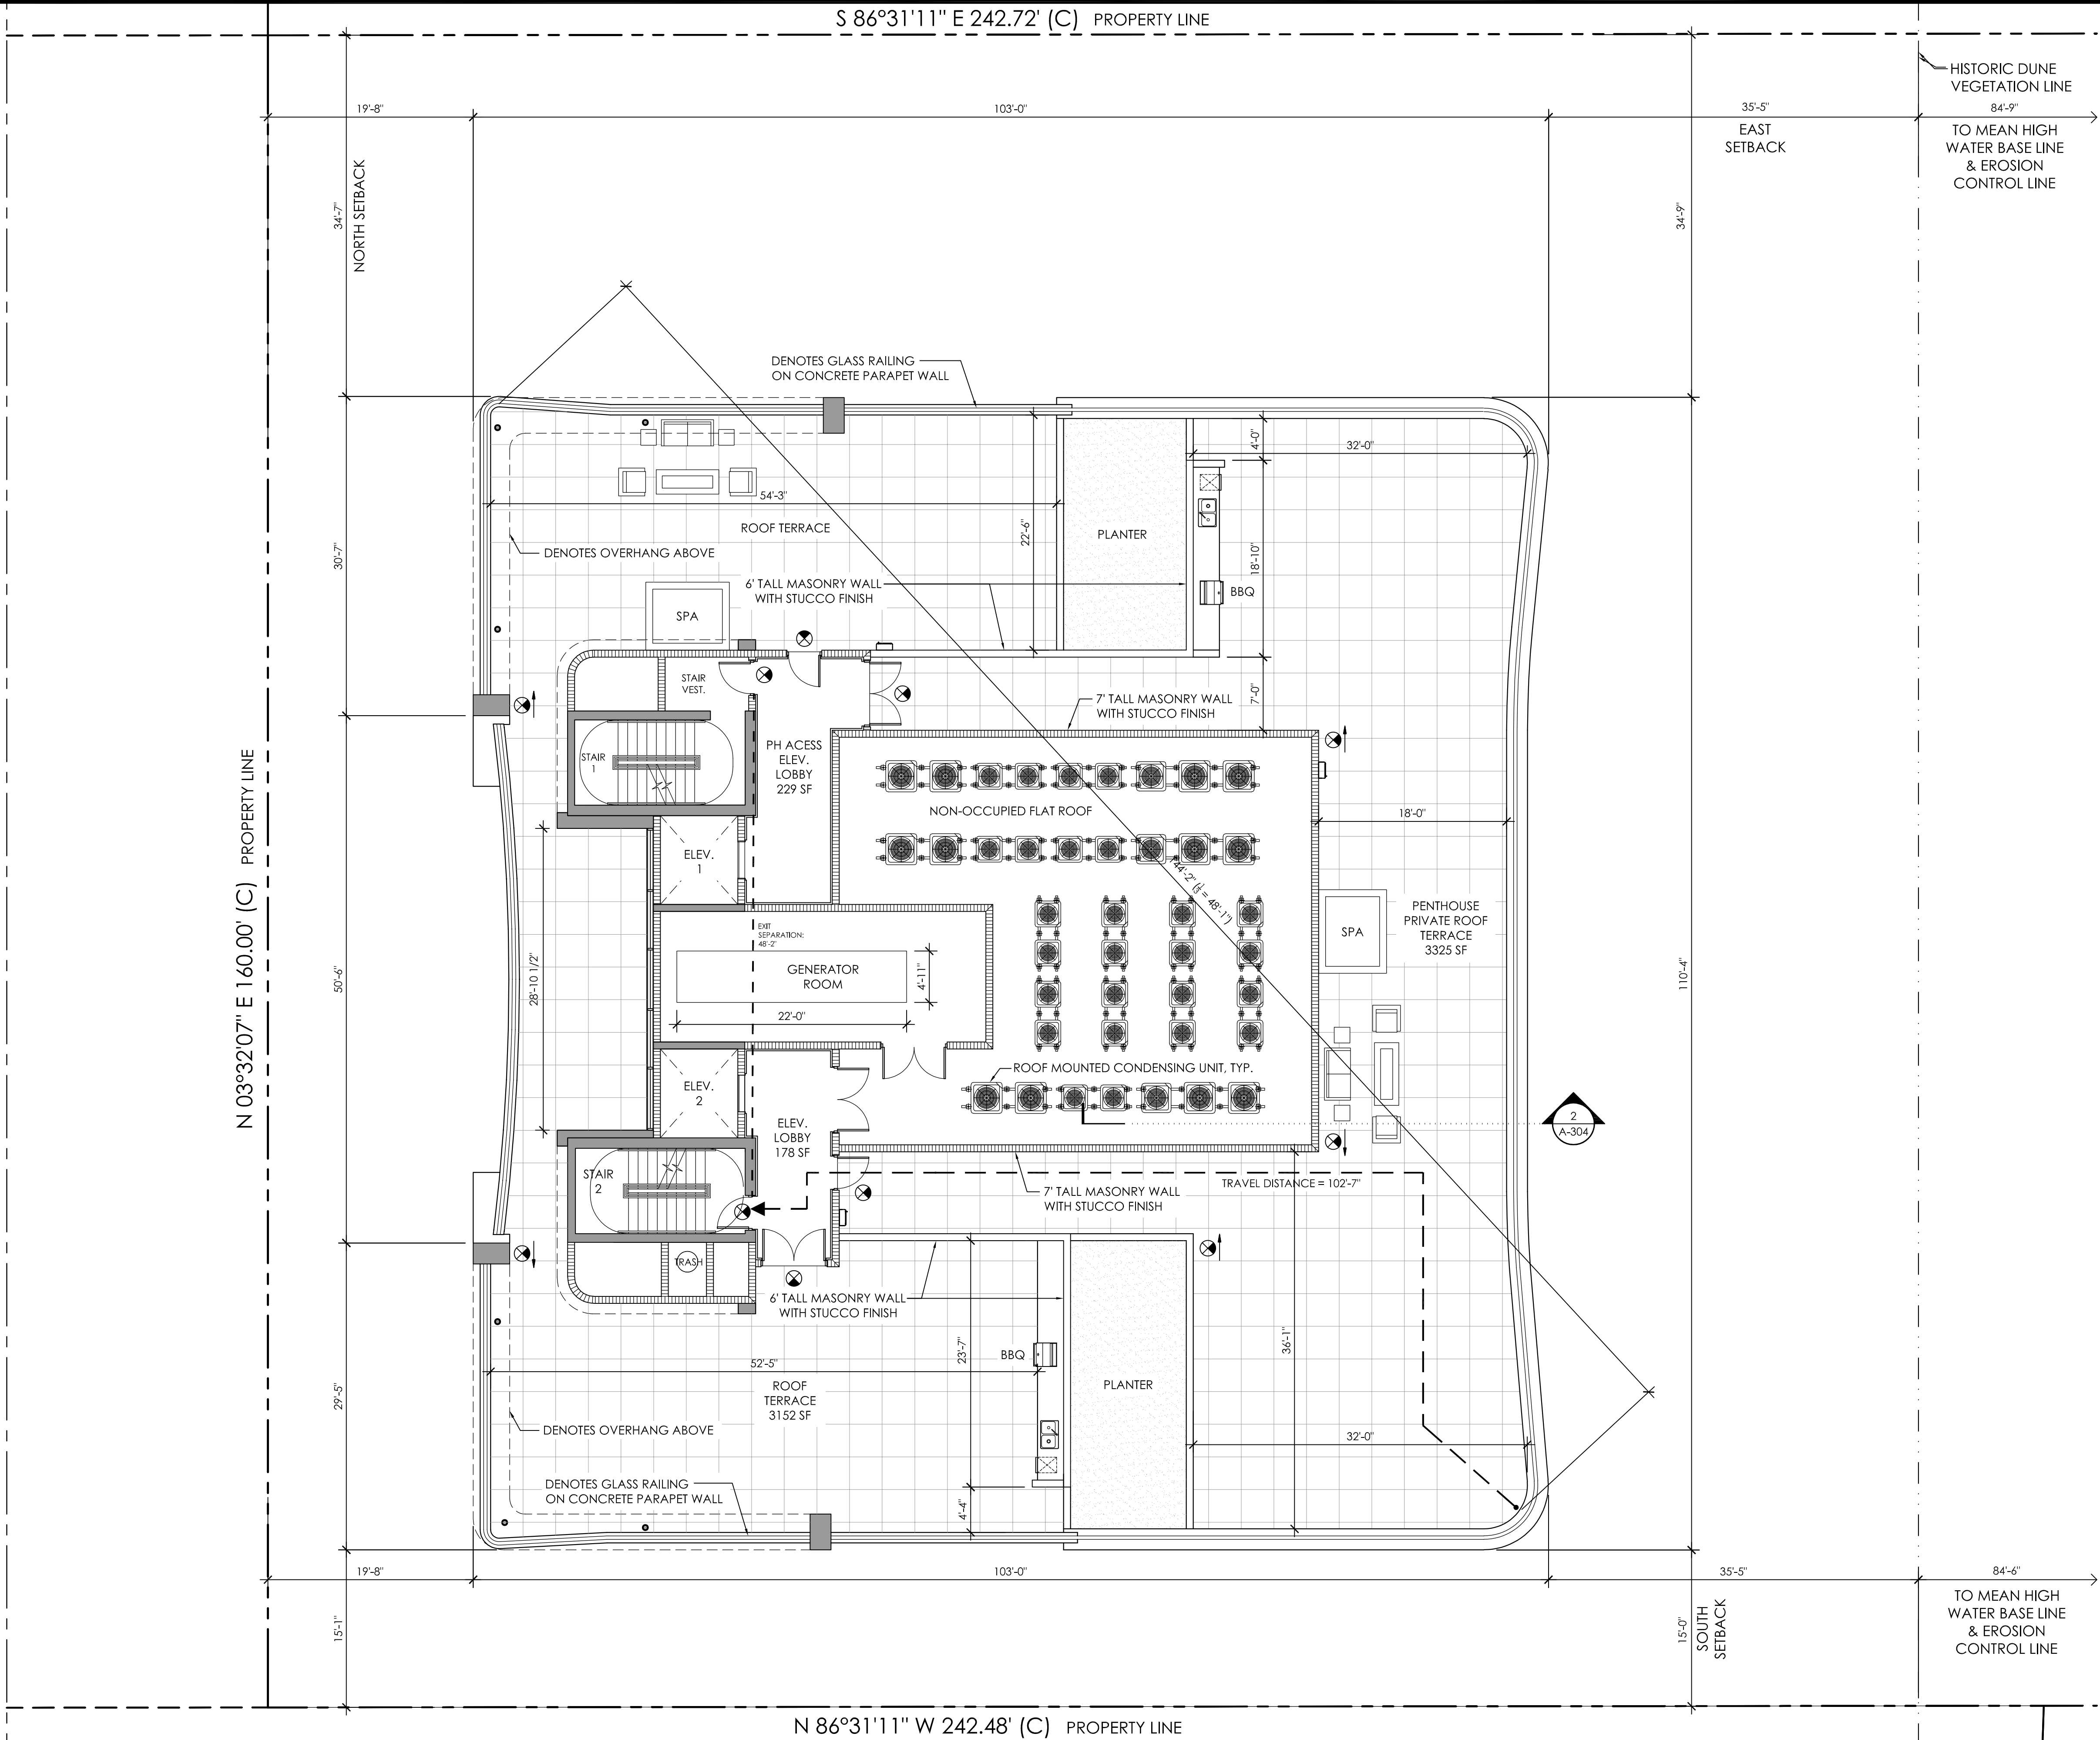 S 86°31'11" E 242.72' (C) PROPERTY LINE
HISTORIC DUNE
VEGETATION LINE
19'-8"
103'-0"
35'-5"
84'-9"
EAST
SETBACK
TO MEAN HIGH
WATER BASE LINE
& EROSION
CONTROL LINE
34'-7"
NORTH SETBACK
34'-9"
DENOTES GLASS RAILING
ON CONCRETE PARAPET WALL
4'-0"
32'-0"
54'-3"
ROOF TERRACE
22'-6"
PLANTER
DENOTES OVERHANG ABOVE
30'-7"
18'-10"
6' TALL MASONRY WALL
WITH STUCCO FINISH
BBQ
SPA
STAIR
VEST.
7'-0"
7' TALL MASONRY WALL
WITH STUCCO FINISH
STAIR
1
PH ACESS
ELEV.
LOBBY
229 SF
NON-OCCUPIED FLAT ROOF
18'-0"
N 03°32'07" E 160.00' (C) PROPERTY LINE
ELEV.
1
144'-2" (⅓ = 48'-1")
PENTHOUSE
PRIVATE ROOF
TERRACE
3325 SF
SPA
EXIT
SEPARATION:
48'-2"
GENERATOR
ROOM
4'-11"
22'-0"
50'-6"
28'-10 1/2"
110'-4"
ROOF MOUNTED CONDENSING UNIT, TYP.
ELEV.
2
2
A-304
ELEV.
LOBBY
178 SF
STAIR
2
TRAVEL DISTANCE = 102'-7"
7' TALL MASONRY WALL
WITH STUCCO FINISH
TRASH
6' TALL MASONRY WALL
WITH STUCCO FINISH
23'-7"
BBQ
36'-1"
52'-5"
ROOF
TERRACE
3152 SF
PLANTER
29'-5"
DENOTES OVERHANG ABOVE
32'-0"
DENOTES GLASS RAILING
ON CONCRETE PARAPET WALL
4'-4"
19'-8"
103'-0"
35'-5"
84'-6"
TO MEAN HIGH
WATER BASE LINE
& EROSION
CONTROL LINE
15'-1"
15'-0"
SOUTH
SETBACK
N 86°31'11" W 242.48' (C) PROPERTY LINE